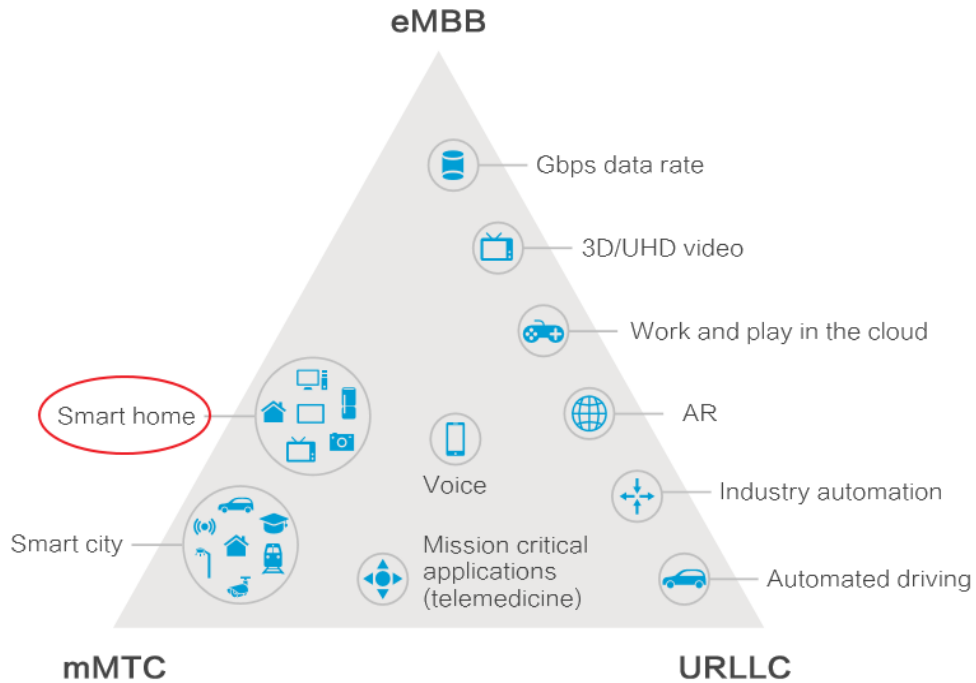 eMBB
Gbps data rate
3D/UHD video
Work and play in the cloud
Smart home
AR
Voice
Industry automation
Smart city
Mission critical
applications
(telemedicine)
Automated driving
mMTC
URLLC